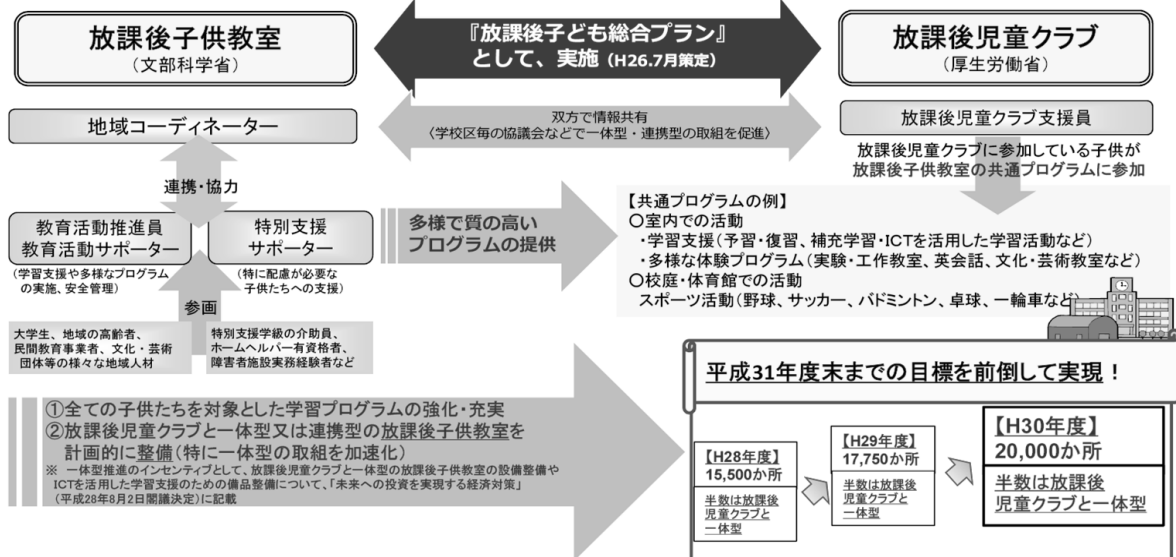 放課後子供教室
(文部科学省)
『放課後子ども総合プラン』
として、実施(H26.7月策定)
放課後児童クラブ
(厚生労働省)
地域コーディネーター
双方で情報共有
〈学校区毎の協議会などで一体型・連携型の取組を促進〉
放課後児童クラブ支援員
放課後児童クラブに参加している子供が
放課後子供教室の共通プログラムに参加
連携・協力
教育活動推進員
教育活動サポーター
特別支援
サポーター
(学習支援や多様なプログラム
の実施、安全管理)
(特に配慮が必要な
子供たちへの支援)
多様で質の高い
プログラムの提供
【共通プログラムの例】
〇室内での活動
・学習支援(予習・復習、補充学習・ICTを活用した学習活動など)
・多様な体験プログラム(実験・工作教室、英会話、文化・芸術教室など)
〇校庭・体育館での活動
スポーツ活動(野球、サッカー、バドミントン、卓球、一輪車など)
参画
大学生、地域の高齢者、
民間教育事業者、文化・芸術
団体等の様々な地域人材
特別支援学級の介助員、
ホームヘルパー有資格者、
障害者施設実務経験者など
①全ての子供たちを対象とした学習プログラムの強化・充実
②放課後児童クラブと一体型又は連携型の放課後子供教室を
計画的に整備(特に一体型の取組を加速化)
※ 一体型推進のインセンティブとして、放課後児童クラブと一体型の放課後子供教室の設備整備や
ICTを活用した学習支援のための備品整備について、「未来への投資を実現する経済対策」
(平成28年8月2日閣議決定)に記載
平成31年度末までの目標を前倒して実現!
【H28年度】
15,500か所
半数は放課後
児童クラブと
一体型
【H29年度】
17,750か所
半数は放課後
児童クラブと
一体型
【H30年度】
20,000か所
半数は放課後
児童クラブと一体型